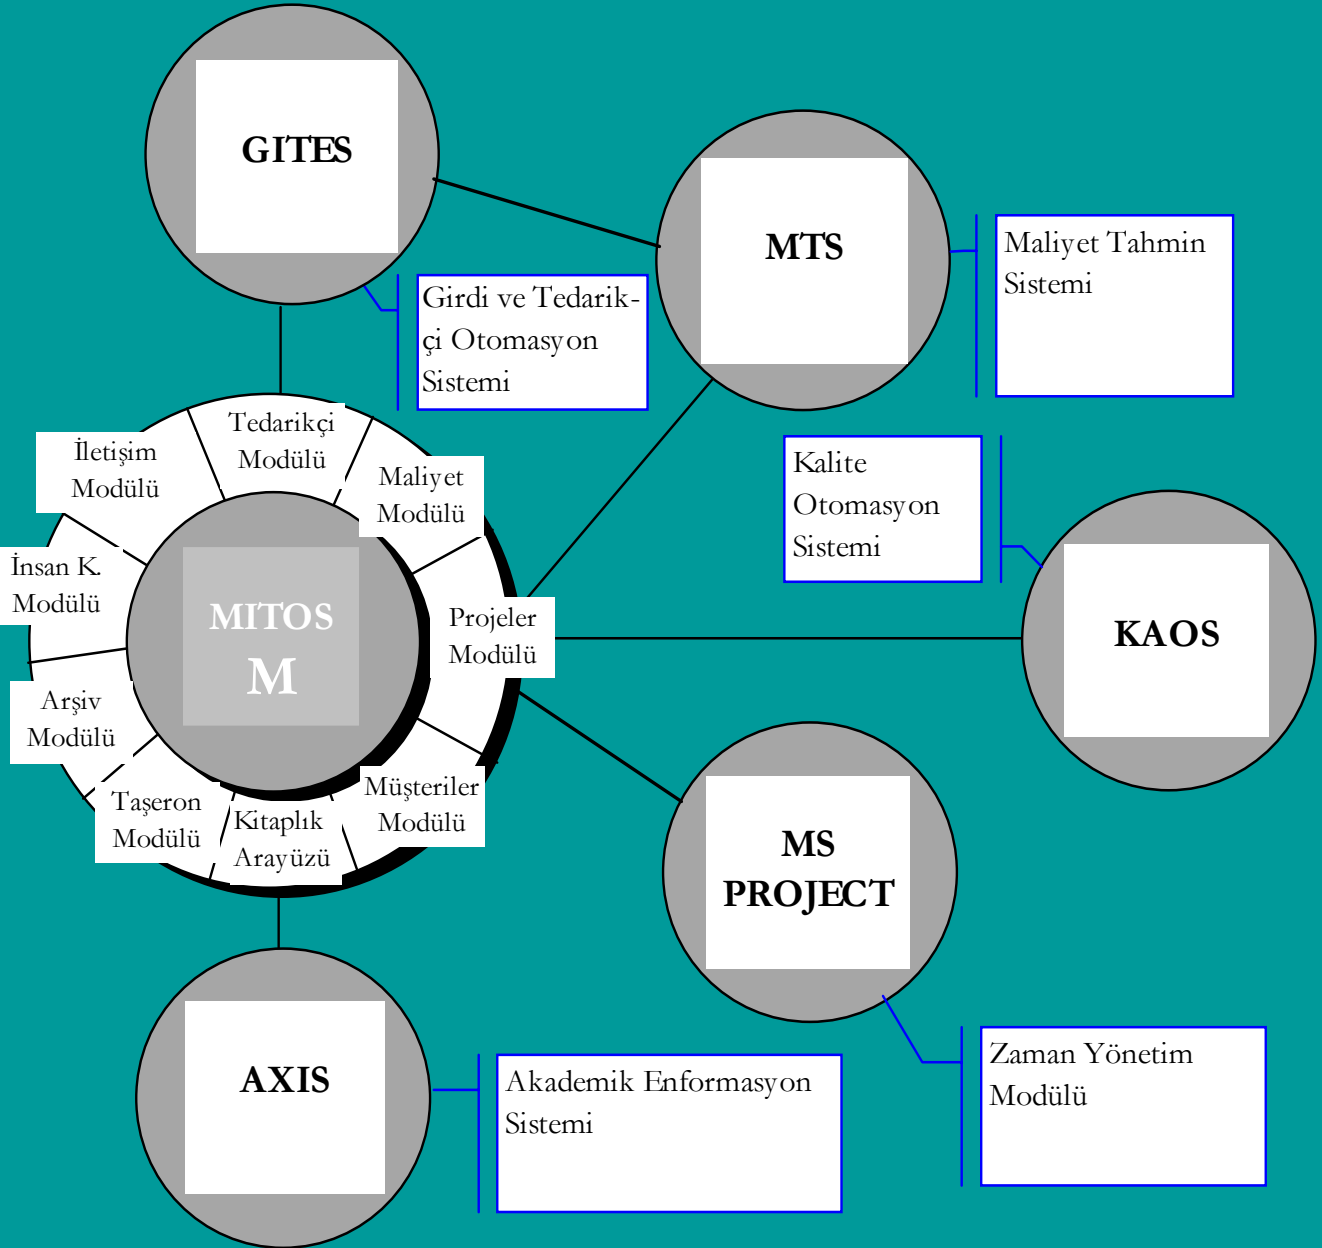 GITES
MTS
Maliyet Tahmin
Sistemi
Girdi ve Tedarik-
çi Otomasyon
Sistemi
Tedarikçi
Modülü
İletişim
Modülü
Maliyet
Modülü
Kalite
Otomasyon
Sistemi
İnsan K.
Modülü
MITOS
M
Projeler
Modülü
KAOS
Arşiv
Modülü
Taşeron
Modülü
Kitaplık
Arayüzü
Müşteriler
Modülü
MS
PROJECT
Zaman Yönetim
Modülü
AXIS
Akademik Enformasyon
Sistemi